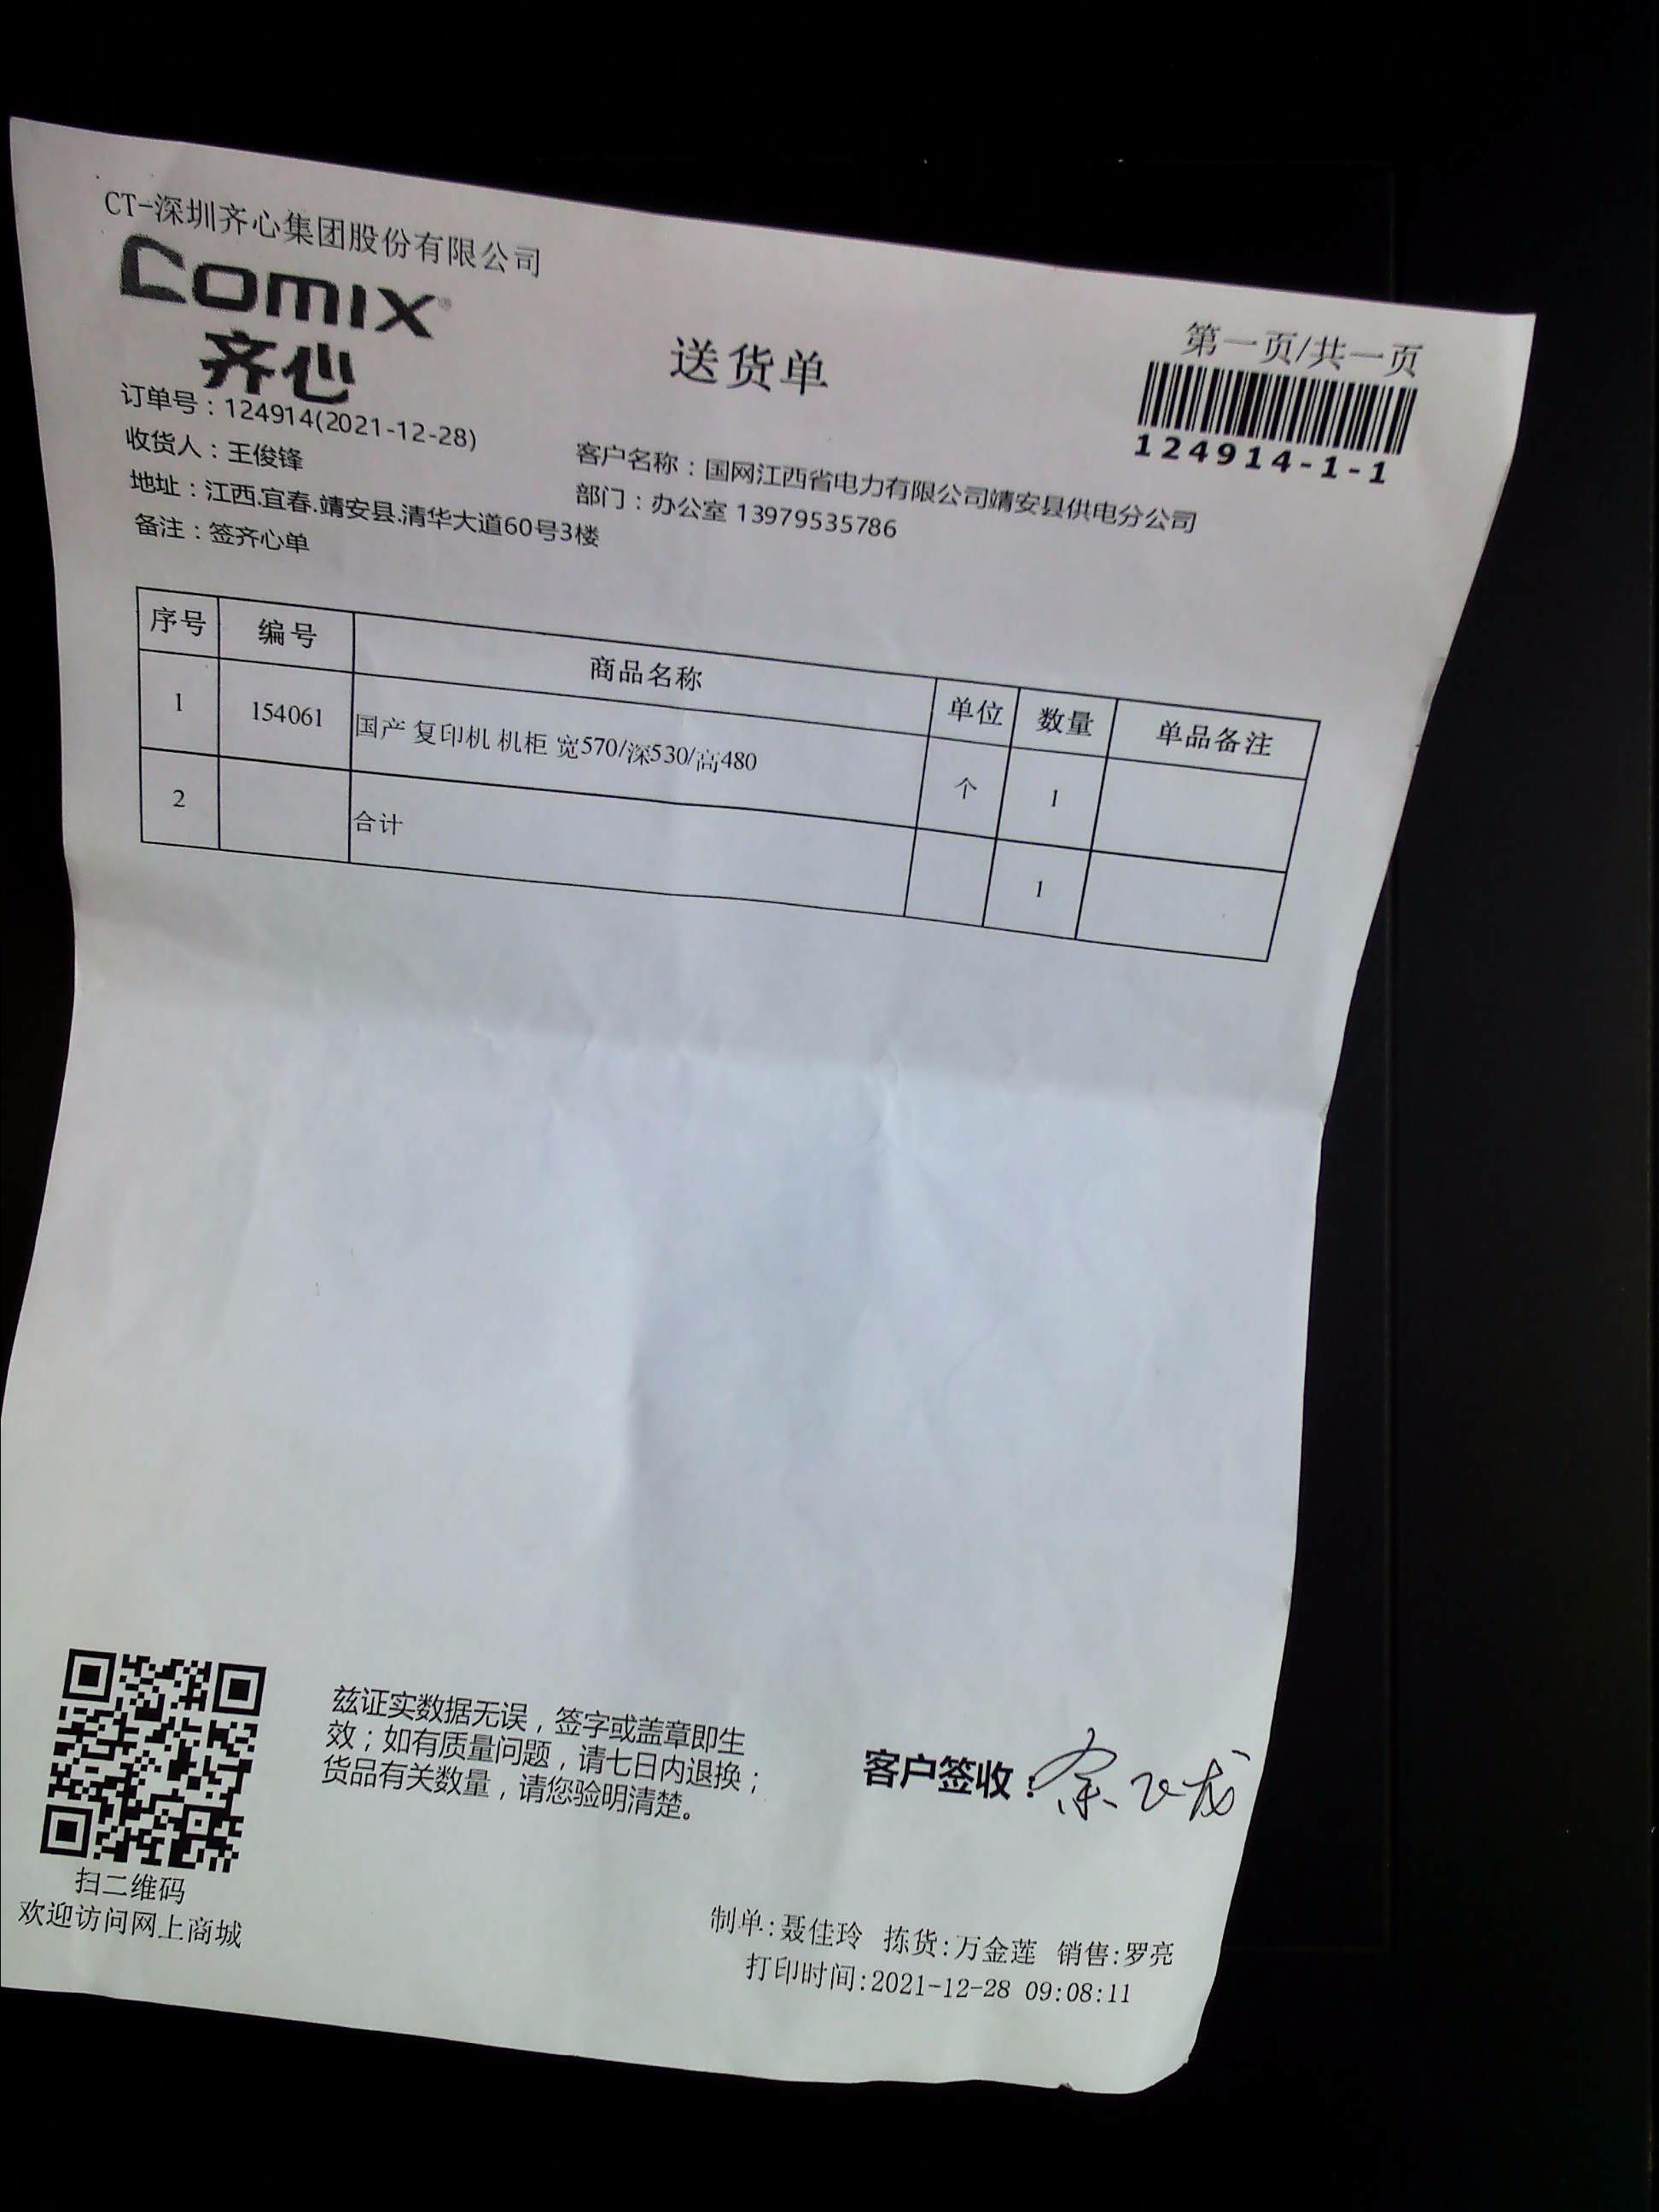 CT-深圳齐心集团股份有限公司
comix
齐心
送货单
第一页/共一页
124914-1-1
订单号：124914(2021-12-28)
收货人：王俊锋
客户名称：国网江西省电力有限公司靖安县供电分公司
地址：江西.宜春.靖安县.清华大道60号3楼
部门：办公室 13979535786
备注：签齐心单
序号 编号 商品名称 单位 数量 单品备注
1 154061 国产 复印机 机柜 宽570/深530/高480 个 1
2 合计 1
兹证实数据无误，签字或盖章即生
效；如有质量问题，请七日内退换；
货品有关数量，请您验明清楚。
客户签收：
扫二维码
欢迎访问网上商城
制单:聂佳玲 拣货:万金莲 销售:罗亮
打印时间:2021-12-28 09:08:11